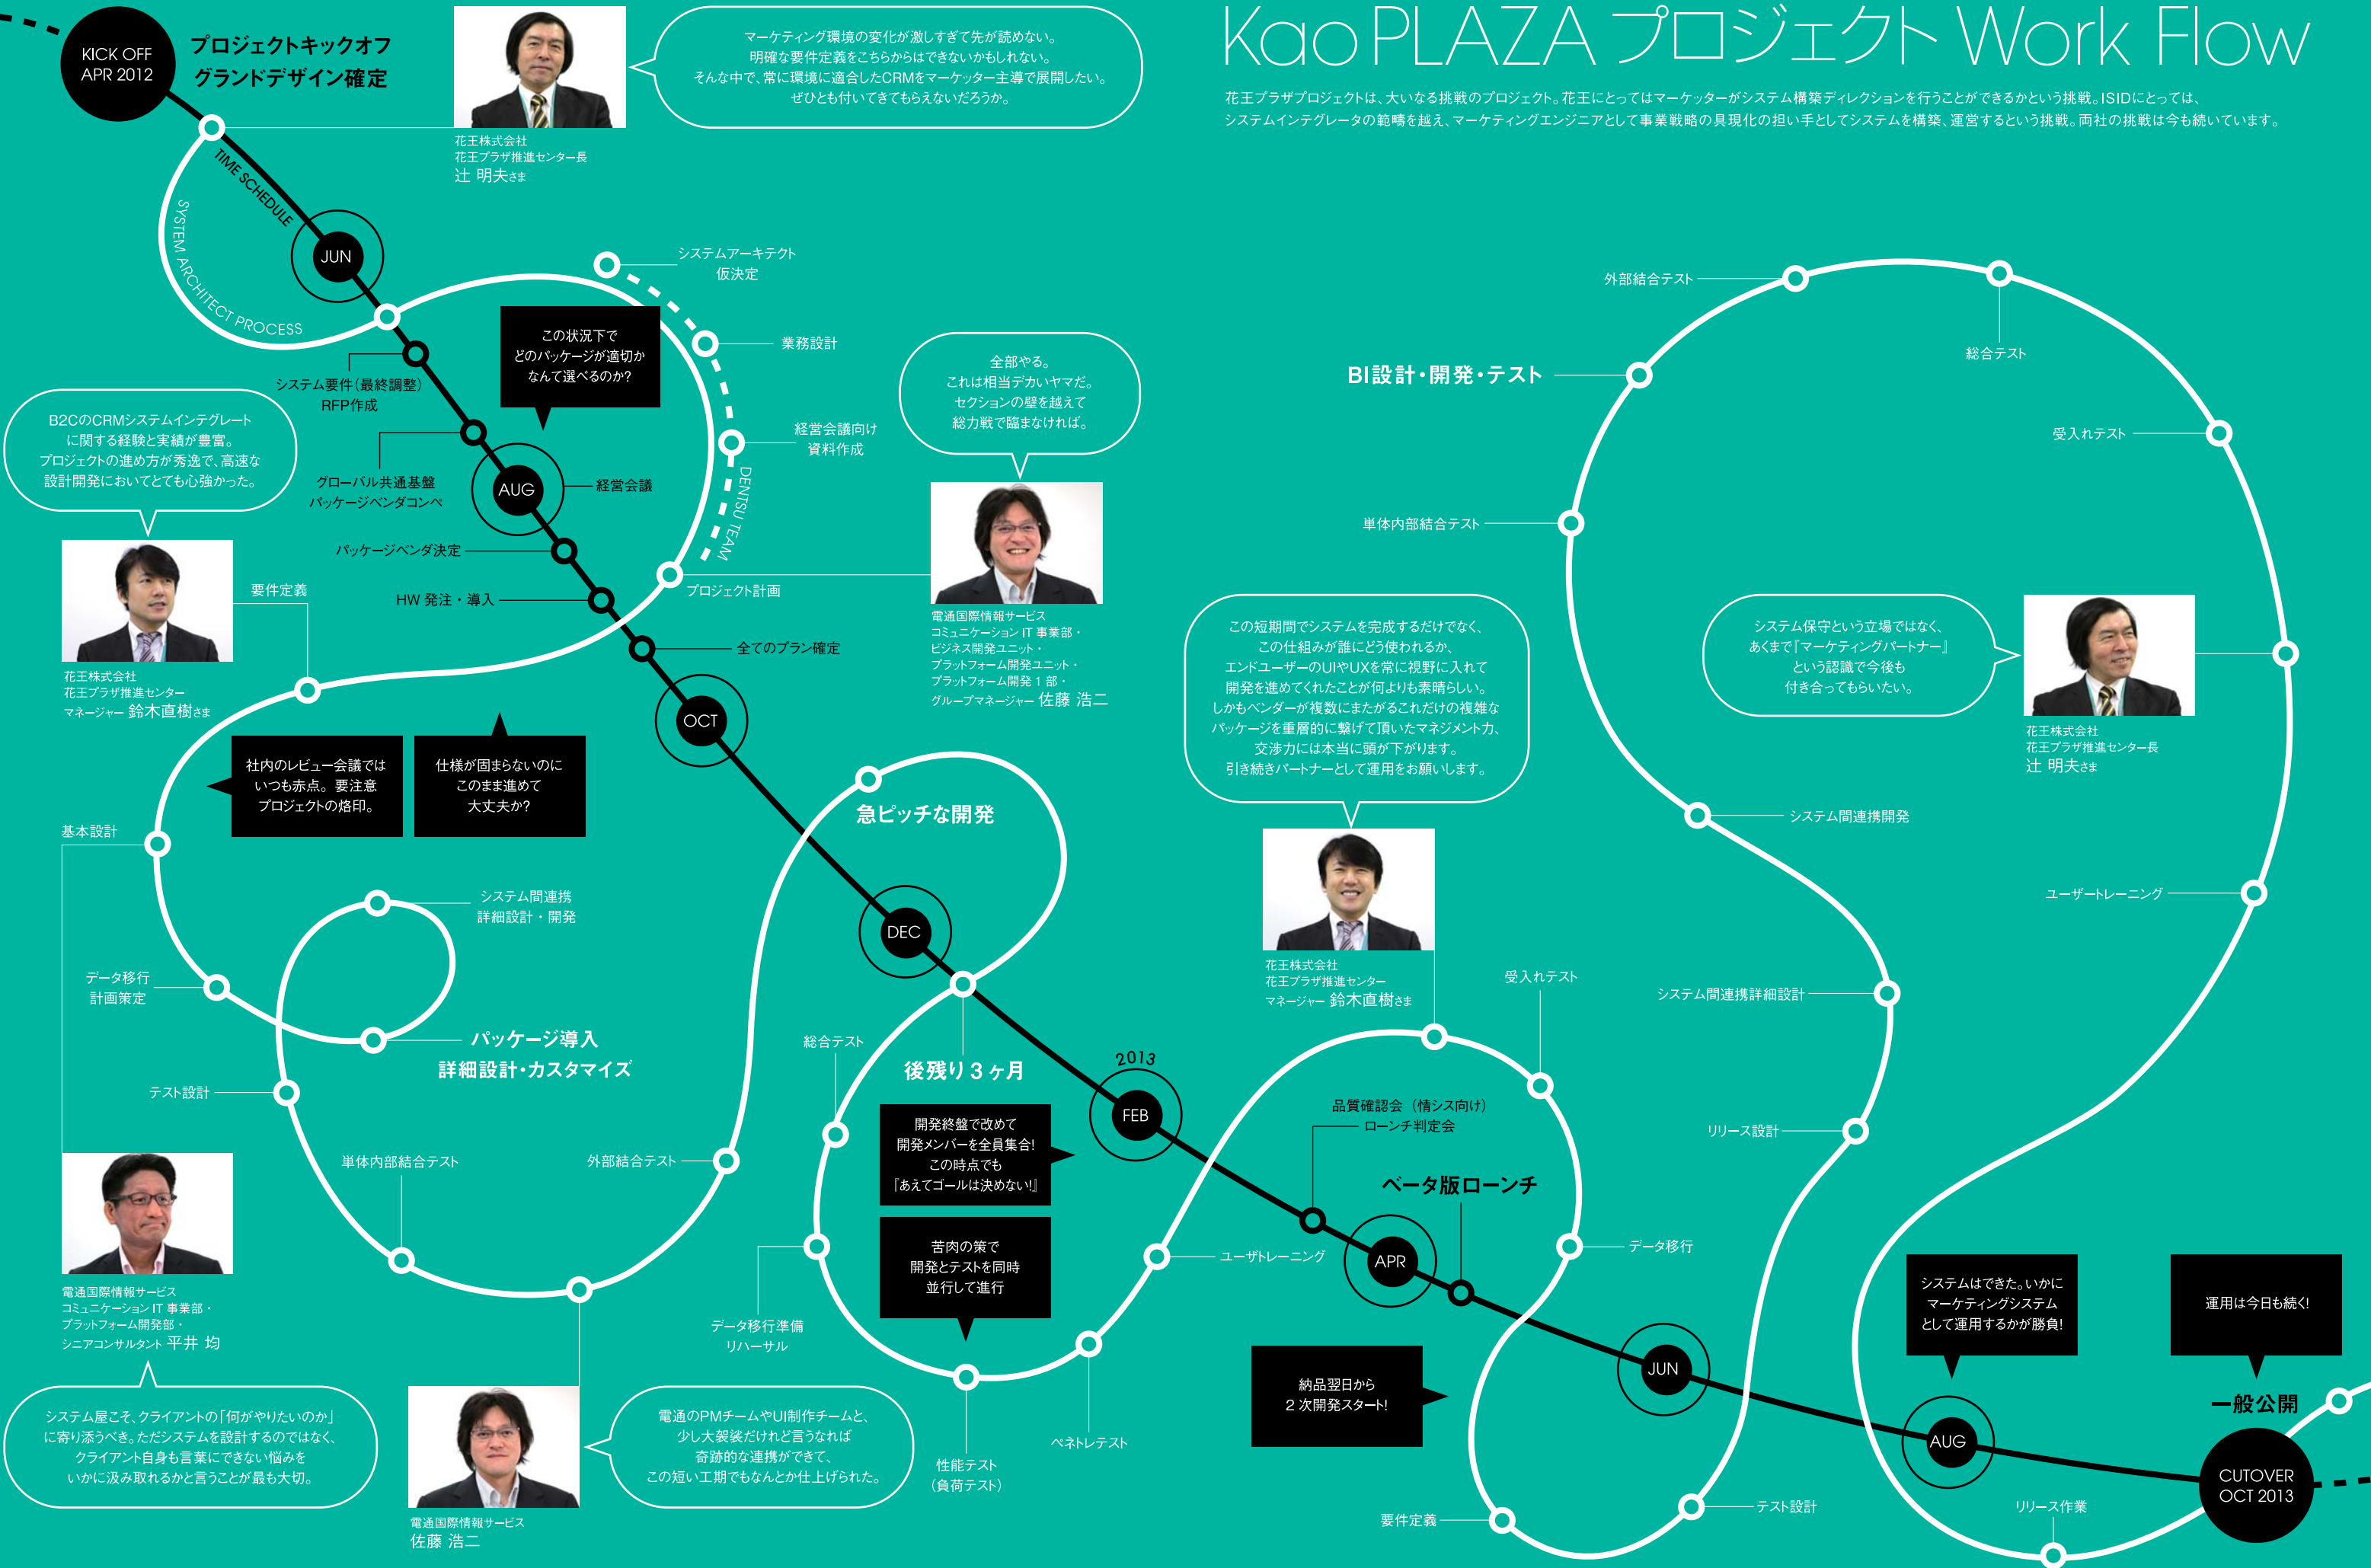 Kao PLAZA プロジェクト Work Flow
花王プラザプロジェクトは、大いなる挑戦のプロジェクト。花王にとってはマーケッターがシステム構築ディレクションを行うことができるかという挑戦。ISIDにとっては、
システムインテグレータの範疇を越え、マーケティングエンジニアとして事業戦略の具現化の担い手としてシステムを構築、運営するという挑戦。両社の挑戦は今も続いています。
KICK OFF
APR 2012
プロジェクトキックオフ
グランドデザイン確定
マーケティング環境の変化が激しすぎて先が読めない。
明確な要件定義をこちらからはできないかもしれない。
そんな中で、常に環境に適合したCRMをマーケッター主導で展開したい。
ぜひとも付いてきてもらえないだろうか。
花王株式会社
花王プラザ推進センター長
辻 明夫さま
TIME SCHEDULE
SYSTEM ARCHITECT PROCESS
JUN
システムアーキテクト
仮決定
この状況下で
どのパッケージが適切か
なんて選べるのか?
業務設計
システム要件(最終調整)
RFP作成
経営会議向け
資料作成
DENTSU TEAM
全部やる。
これは相当デカいヤマだ。
セクションの壁を越えて
総力戦で臨まなければ。
B2CのCRMシステムインテグレート
に関する経験と実績が豊富。
プロジェクトの進め方が秀逸で、高速な
設計開発においてとても心強かった。
グローバル共通基盤
パッケージベンダコンペ
AUG
経営会議
パッケージベンダ決定
HW 発注・導入
プロジェクト計画
全てのプラン確定
電通国際情報サービス
コミュニケーション IT 事業部・
ビジネス開発ユニット・
プラットフォーム開発ユニット・
プラットフォーム開発 1 部・
グループマネージャー 佐藤 浩二
要件定義
花王株式会社
花王プラザ推進センター
マネージャー 鈴木直樹さま
OCT
社内のレビュー会議では
いつも赤点。要注意
プロジェクトの烙印。
仕様が固まらないのに
このまま進めて
大丈夫か?
基本設計
システム間連携
詳細設計・開発
データ移行
計画策定
パッケージ導入
詳細設計・カスタマイズ
テスト設計
単体内部結合テスト
外部結合テスト
電通国際情報サービス
コミュニケーション IT 事業部・
プラットフォーム開発部・
シニアコンサルタント 平井 均
システム屋こそ、クライアントの「何がやりたいのか」
に寄り添うべき。ただシステムを設計するのではなく、
クライアント自身も言葉にできない悩みを
いかに汲み取れるかと言うことが最も大切。
電通国際情報サービス
佐藤 浩二
電通のPMチームやUI制作チームと、
少し大袈裟だけれど言うなれば
奇跡的な連携ができて、
この短い工期でもなんとか仕上げられた。
急ピッチな開発
DEC
後残り3ヶ月
総合テスト
開発終盤で改めて
開発メンバーを全員集合!
この時点でも
『あえてゴールは決めない!』
苦肉の策で
開発とテストを同時
並行して進行
データ移行準備
リハーサル
性能テスト
(負荷テスト)
ペネトレテスト
ユーザトレーニング
2013
FEB
この短期間でシステムを完成するだけでなく、
この仕組みが誰にどう使われるか、
エンドユーザーのUIやUXを常に視野に入れて
開発を進めてくれたことが何よりも素晴らしい。
しかもベンダーが複数にまたがるこれだけの複雑な
パッケージを重層的に繋げて頂いたマネジメント力、
交渉力には本当に頭が下がります。
引き続きパートナーとして運用をお願いします。
花王株式会社
花王プラザ推進センター
マネージャー 鈴木直樹さま
受入れテスト
品質確認会(情シス向け)
ローンチ判定会
ベータ版ローンチ
APR
データ移行
納品翌日から
2 次開発スタート!
要件定義
テスト設計
JUN
リリース設計
システム間連携詳細設計
システム間連携開発
単体内部結合テスト
BI設計・開発・テスト
外部結合テスト
総合テスト
受入れテスト
システム保守という立場ではなく、
あくまで『マーケティングパートナー』
という認識で今後も
付き合ってもらいたい。
花王株式会社
花王プラザ推進センター長
辻 明夫さま
ユーザートレーニング
システムはできた。いかに
マーケティングシステム
として運用するかが勝負!
AUG
リリース作業
運用は今日も続く!
一般公開
CUTOVER
OCT 2013